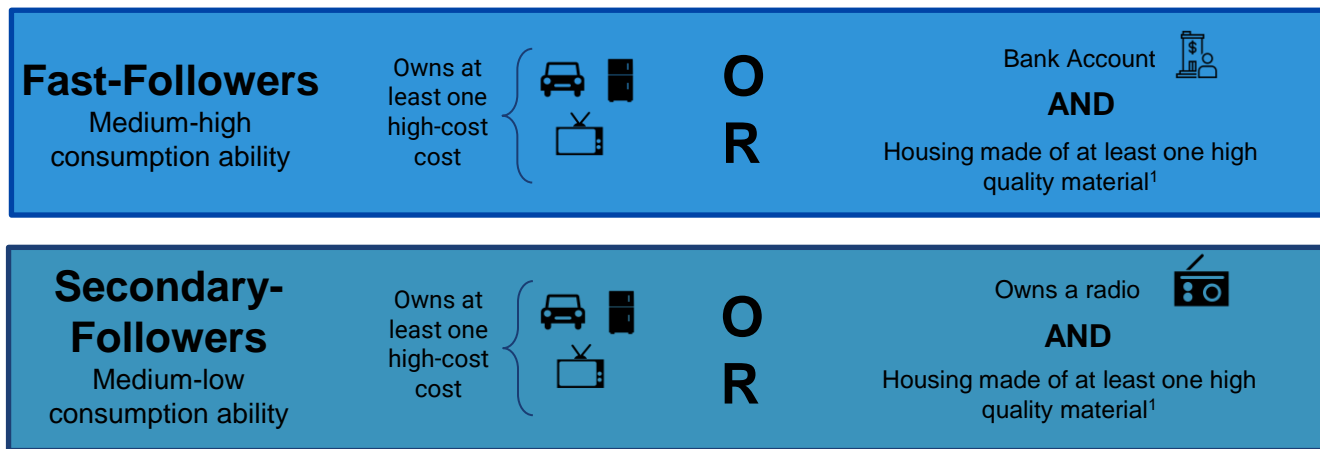 Fast-Followers
Medium-high
consumption ability
Owns at
least one
high-cost
cost
O
R
Bank Account
$
AND
Housing made of at least one high
quality material1
Secondary-
Followers
Medium-low
consumption ability
Owns at
least one
high-cost
cost
O
R
Owns a radio
AND
Housing made of at least one high
quality material1